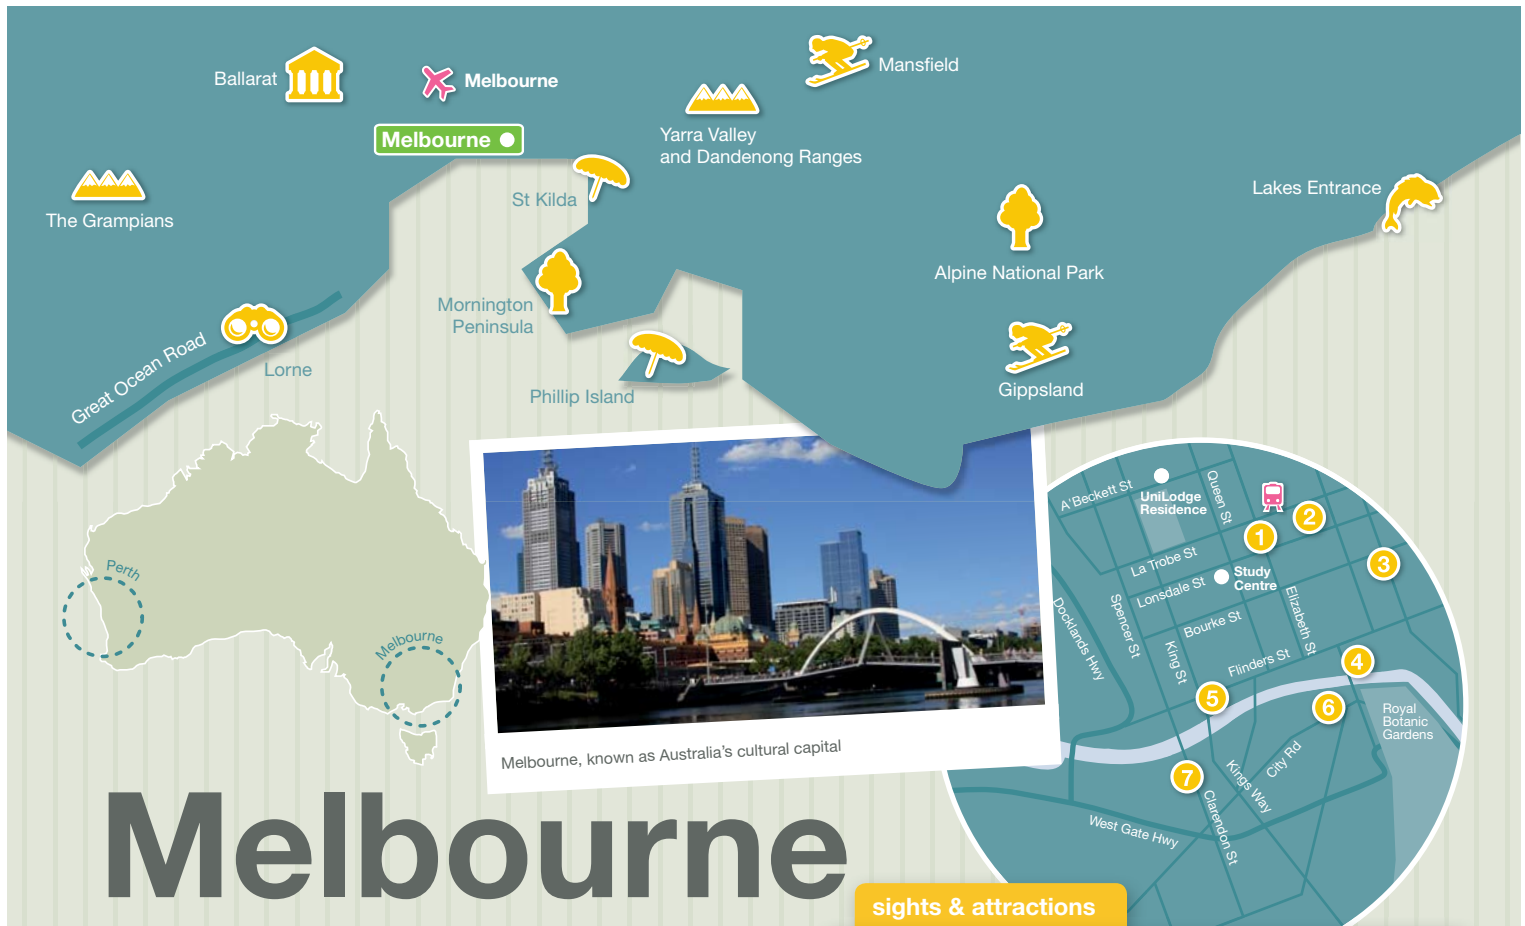 Ballarat
Melbourne
Mansfield
Melbourne
Yarra Valley
and Dandenong Ranges
St Kilda
Lakes Entrance
The Grampians
Alpine National Park
Mornington
Peninsula
Great Ocean Road
Lorne
Phillip Island
Gippsland
Perth
Melbourne
Melbourne, known as Australia's cultural capital
A'Beckett St
UniLodge
Residence
Queen St
1
2
3
La Trobe St
Lonsdale St
Study
Centre
Docklands Hwy
Spencer St
Bourke St
Elizabeth St
King St
Flinders St
4
5
6
Royal
Botanic
Gardens
7
City Rd
Kings Way
Clarendon St
West Gate Hwy
Melbourne
sights & attractions